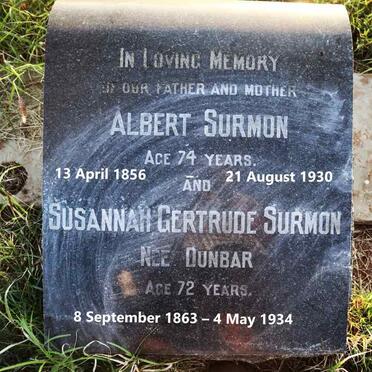 IN LOVING MEMORY
OF OUR FATHER AND MOTHER
ALBERT SURMON
AGE 74 YEARS.
13 April 1856 AND 21 August 1930
SUSANNAH GERTRUDE SURMON
NEE DUNBAR
AGE 72 YEARS.
8 September 1863 – 4 May 1934